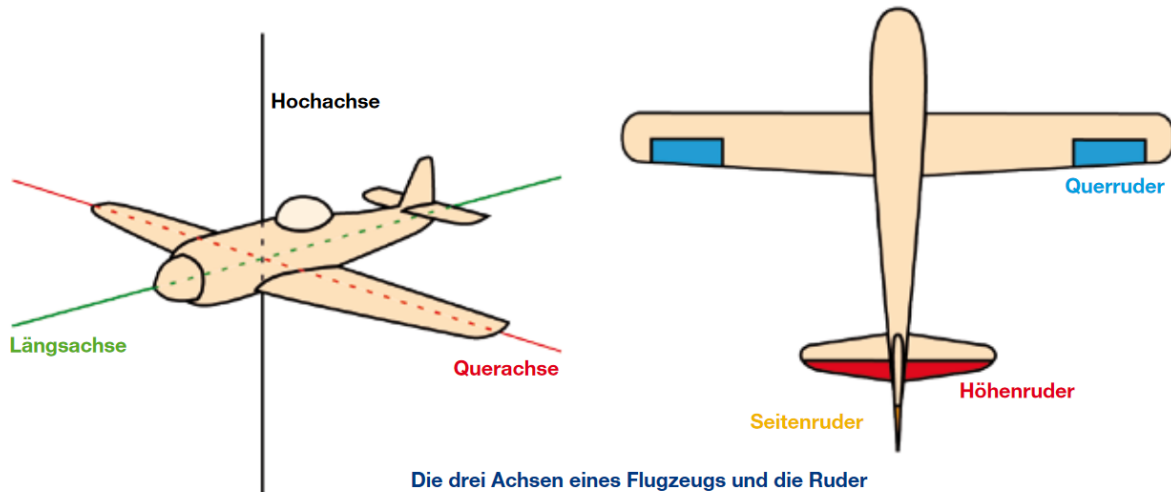 Hochachse
Längsachse
Querachse
Querruder
Höhenruder
Seitenruder
Die drei Achsen eines Flugzeugs und die Ruder